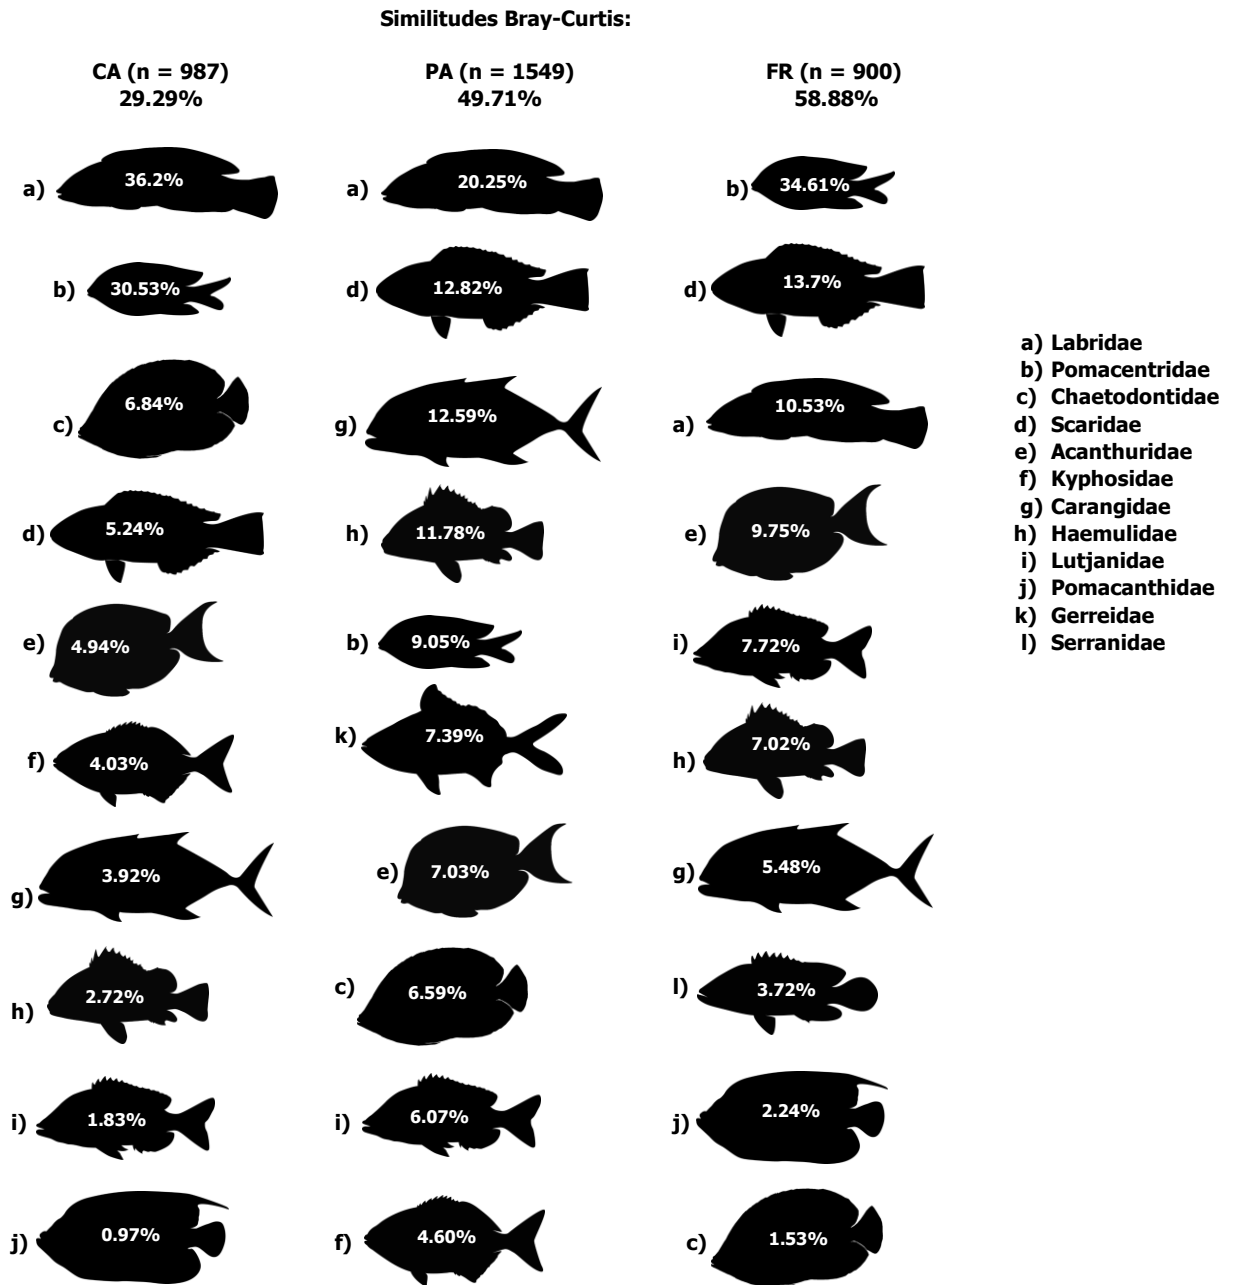 Similitudes Bray-Curtis:
CA (n = 987)
29.29%
a) 36.2%
b) 30.53%
c) 6.84%
d) 5.24%
e) 4.94%
f) 4.03%
g) 3.92%
h) 2.72%
i) 1.83%
j) 0.97%
PA (n = 1549)
49.71%
a) 20.25%
d) 12.82%
g) 12.59%
h) 11.78%
b) 9.05%
k) 7.39%
e) 7.03%
c) 6.59%
i) 6.07%
f) 4.60%
FR (n = 900)
58.88%
b) 34.61%
d) 13.7%
a) 10.53%
e) 9.75%
i) 7.72%
h) 7.02%
g) 5.48%
l) 3.72%
j) 2.24%
c) 1.53%
a) Labridae
b) Pomacentridae
c) Chaetodontidae
d) Scaridae
e) Acanthuridae
f) Kyphosidae
g) Carangidae
h) Haemulidae
i) Lutjanidae
j) Pomacanthidae
k) Gerreidae
l) Serranidae